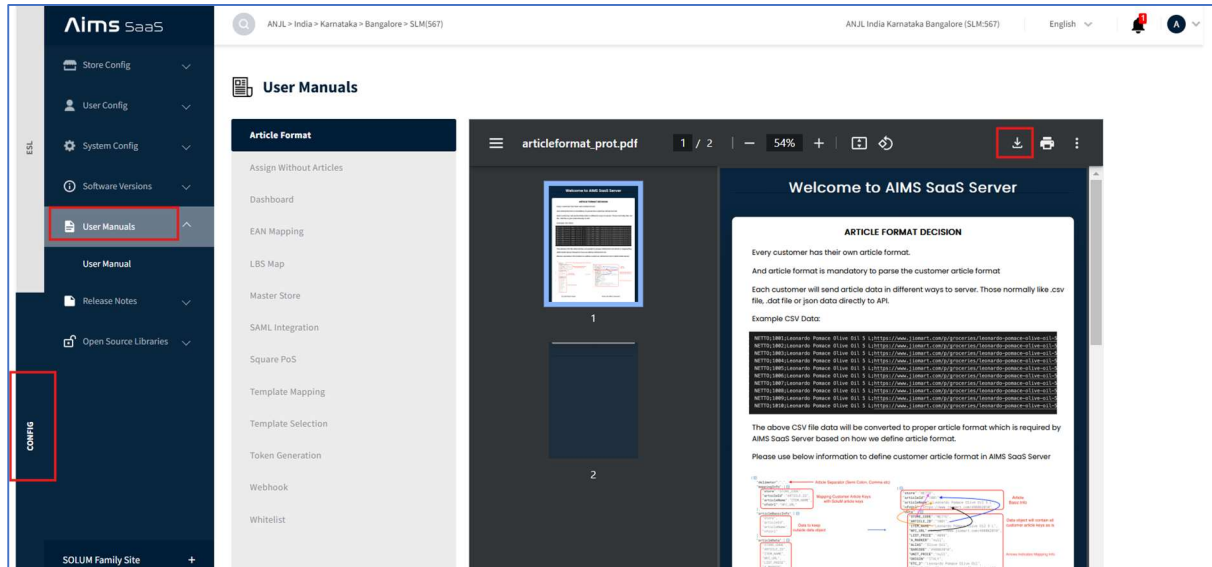 Aims SaaS
ANJL > India > Karnataka > Bangalore > SLM(567)
ANJL India Karnataka Bangalore (SLM:567)
English
1
A
ESL
CONFIG
Store Config
User Config
System Config
Software Versions
User Manuals
User Manual
Release Notes
Open Source Libraries
SOLUM Family Site +
User Manuals
Article Format
Assign Without Articles
Dashboard
EAN Mapping
LBS Map
Master Store
SAML Integration
Square PoS
Template Mapping
Template Selection
Token Generation
Webhook
Whitelist
articleformat_prot.pdf
1 / 2
54%
1
2
Welcome to AIMS SaaS Server
ARTICLE FORMAT DECISION
Every customer has their own article format.
And article format is mandatory to parse the customer article format
Each customer will send article data in different ways to server. Those normally like .csv
file, .dat file or json data directly to API.
Example CSV Data:
The above CSV file data will be converted to proper article format which is required by
AIMS SaaS Server based on how we define article format.
Please use below information to define customer article format in AIMS SaaS Server